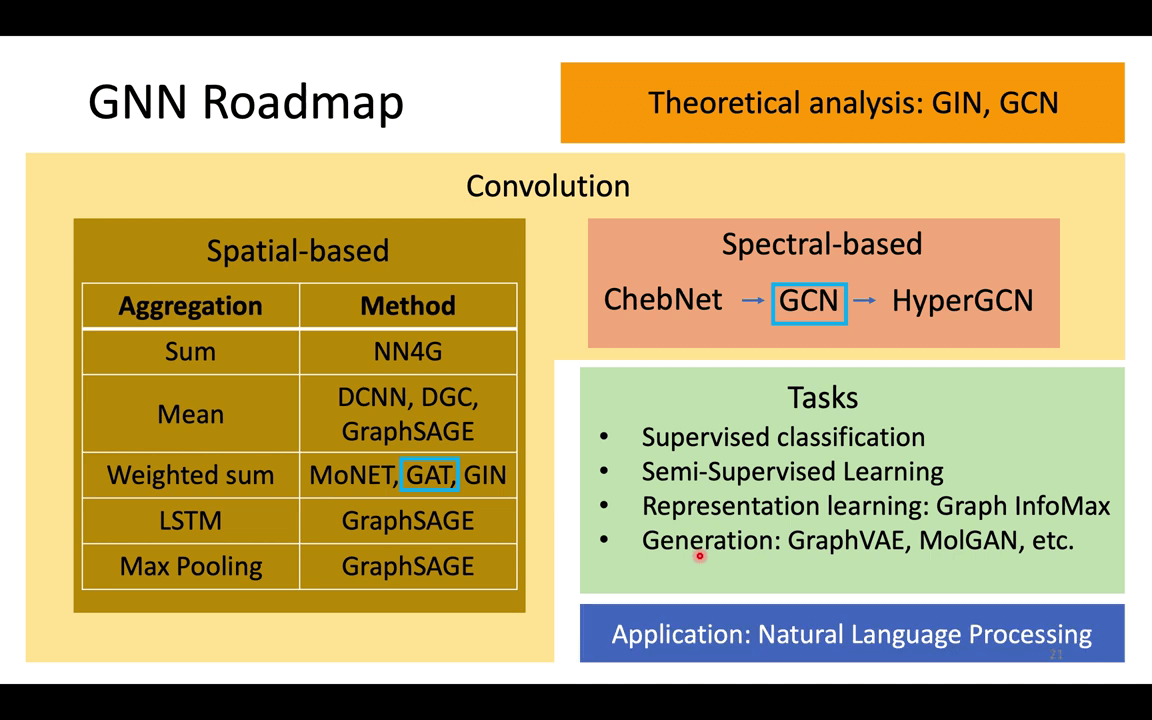 GNN Roadmap
Theoretical analysis: GIN, GCN
Convolution
Spatial-based
Aggregation Method
Sum NN4G
Mean DCNN, DGC,
GraphSAGE
Weighted sum MoNET, GAT, GIN
LSTM GraphSAGE
Max Pooling GraphSAGE
Spectral-based
ChebNet → GCN → HyperGCN
Tasks
• Supervised classification
• Semi-Supervised Learning
• Representation learning: Graph InfoMax
• Generation: GraphVAE, MolGAN, etc.
Application: Natural Language Processing
21